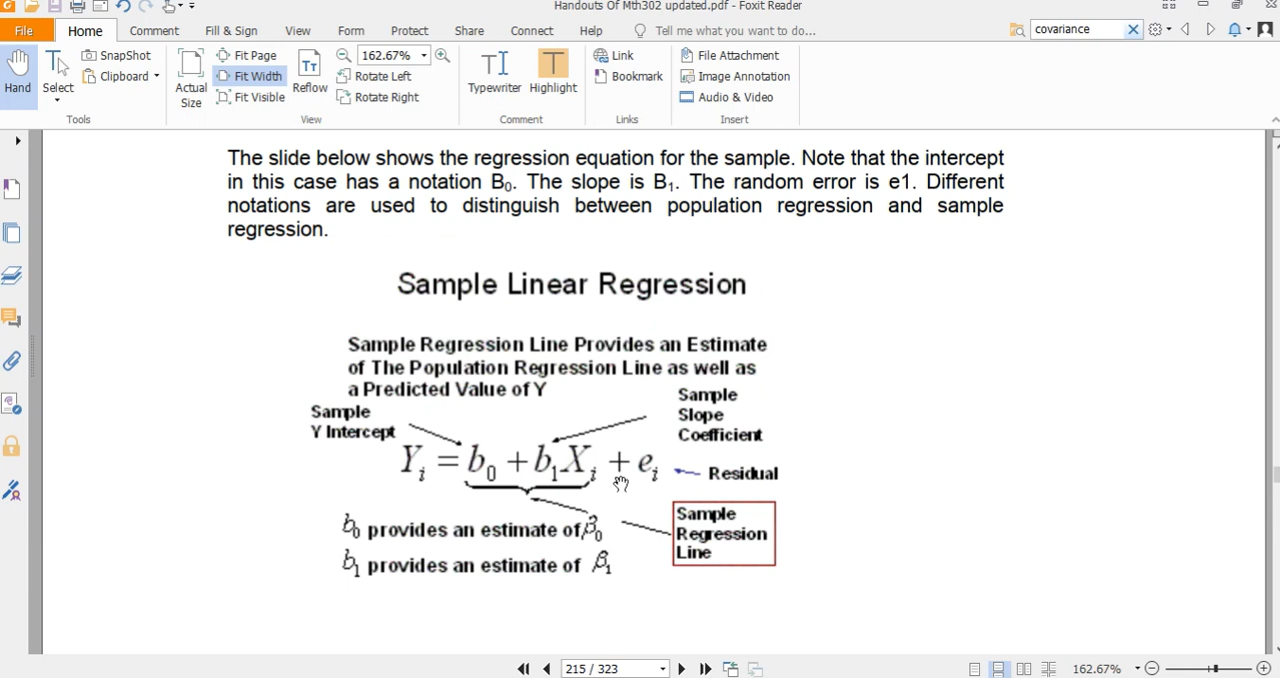 Handouts Of Mth302 updated.pdf - Foxit Reader
File Home Comment Fill & Sign View Form Protect Share Connect Help Tell me what you want to do... covariance
SnapShot Fit Page 162.67% Rotate Left Link File Attachment
Clipboard Fit Width Rotate Right Bookmark Image Annotation
Hand Select Actual Size Fit Visible Reflow Typewriter Highlight Audio & Video
Tools View Comment Links Insert
The slide below shows the regression equation for the sample. Note that the intercept
in this case has a notation B₀. The slope is B₁. The random error is e1. Different
notations are used to distinguish between population regression and sample
regression.
Sample Linear Regression
Sample Regression Line Provides an Estimate
of The Population Regression Line as well as
a Predicted Value of Y
Sample
Y Intercept
Sample
Slope
Coefficient
Yᵢ = b₀ + b₁Xᵢ + eᵢ
Residual
b₀ provides an estimate of β₀
b₁ provides an estimate of β₁
Sample
Regression
Line
215 / 323 162.67%